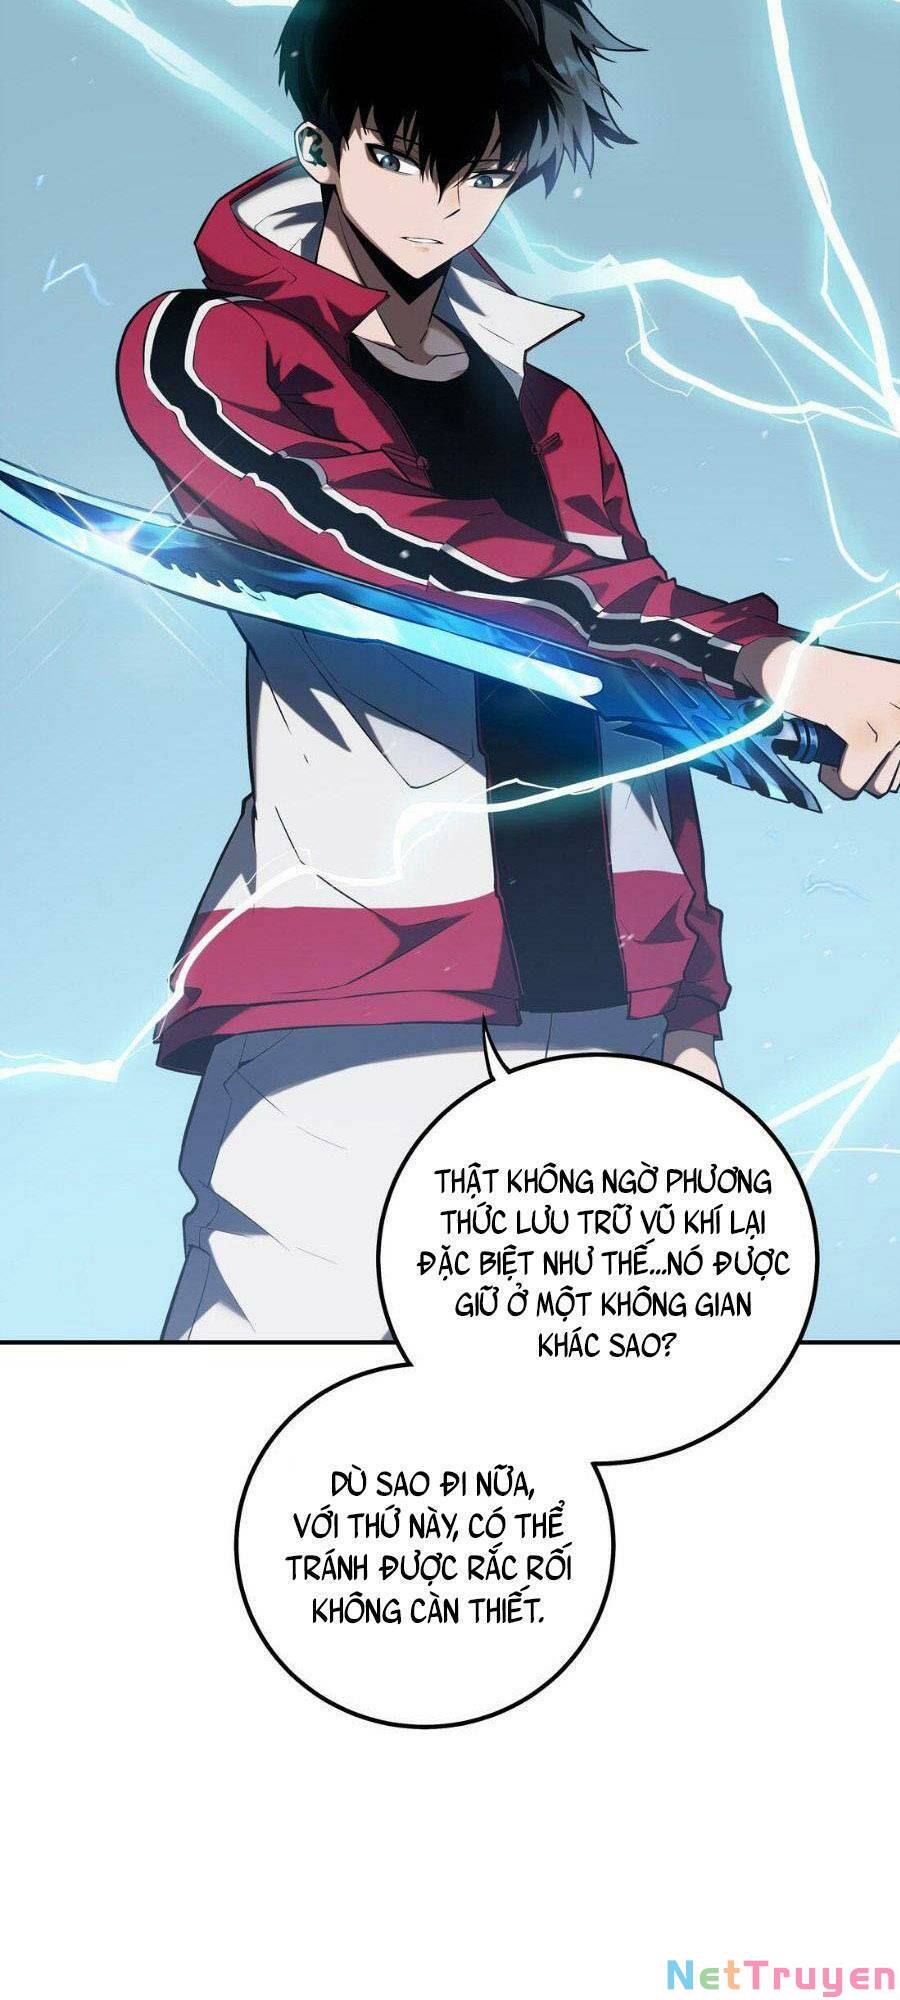 THẬT KHÔNG NGỜ PHƯƠNG
THỨC LƯU TRỮ VŨ KHÍ LẠI
ĐẶC BIỆT NHƯ THẾ...NÓ ĐƯỢC
GIỮ Ở MỘT KHÔNG GIAN
KHÁC SAO?
DÙ SAO ĐI NỮA,
VỚI THỨ NÀY, CÓ THỂ
TRÁNH ĐƯỢC RẮC RỐI
KHÔNG CÀN THIẾT.
NetTruyen